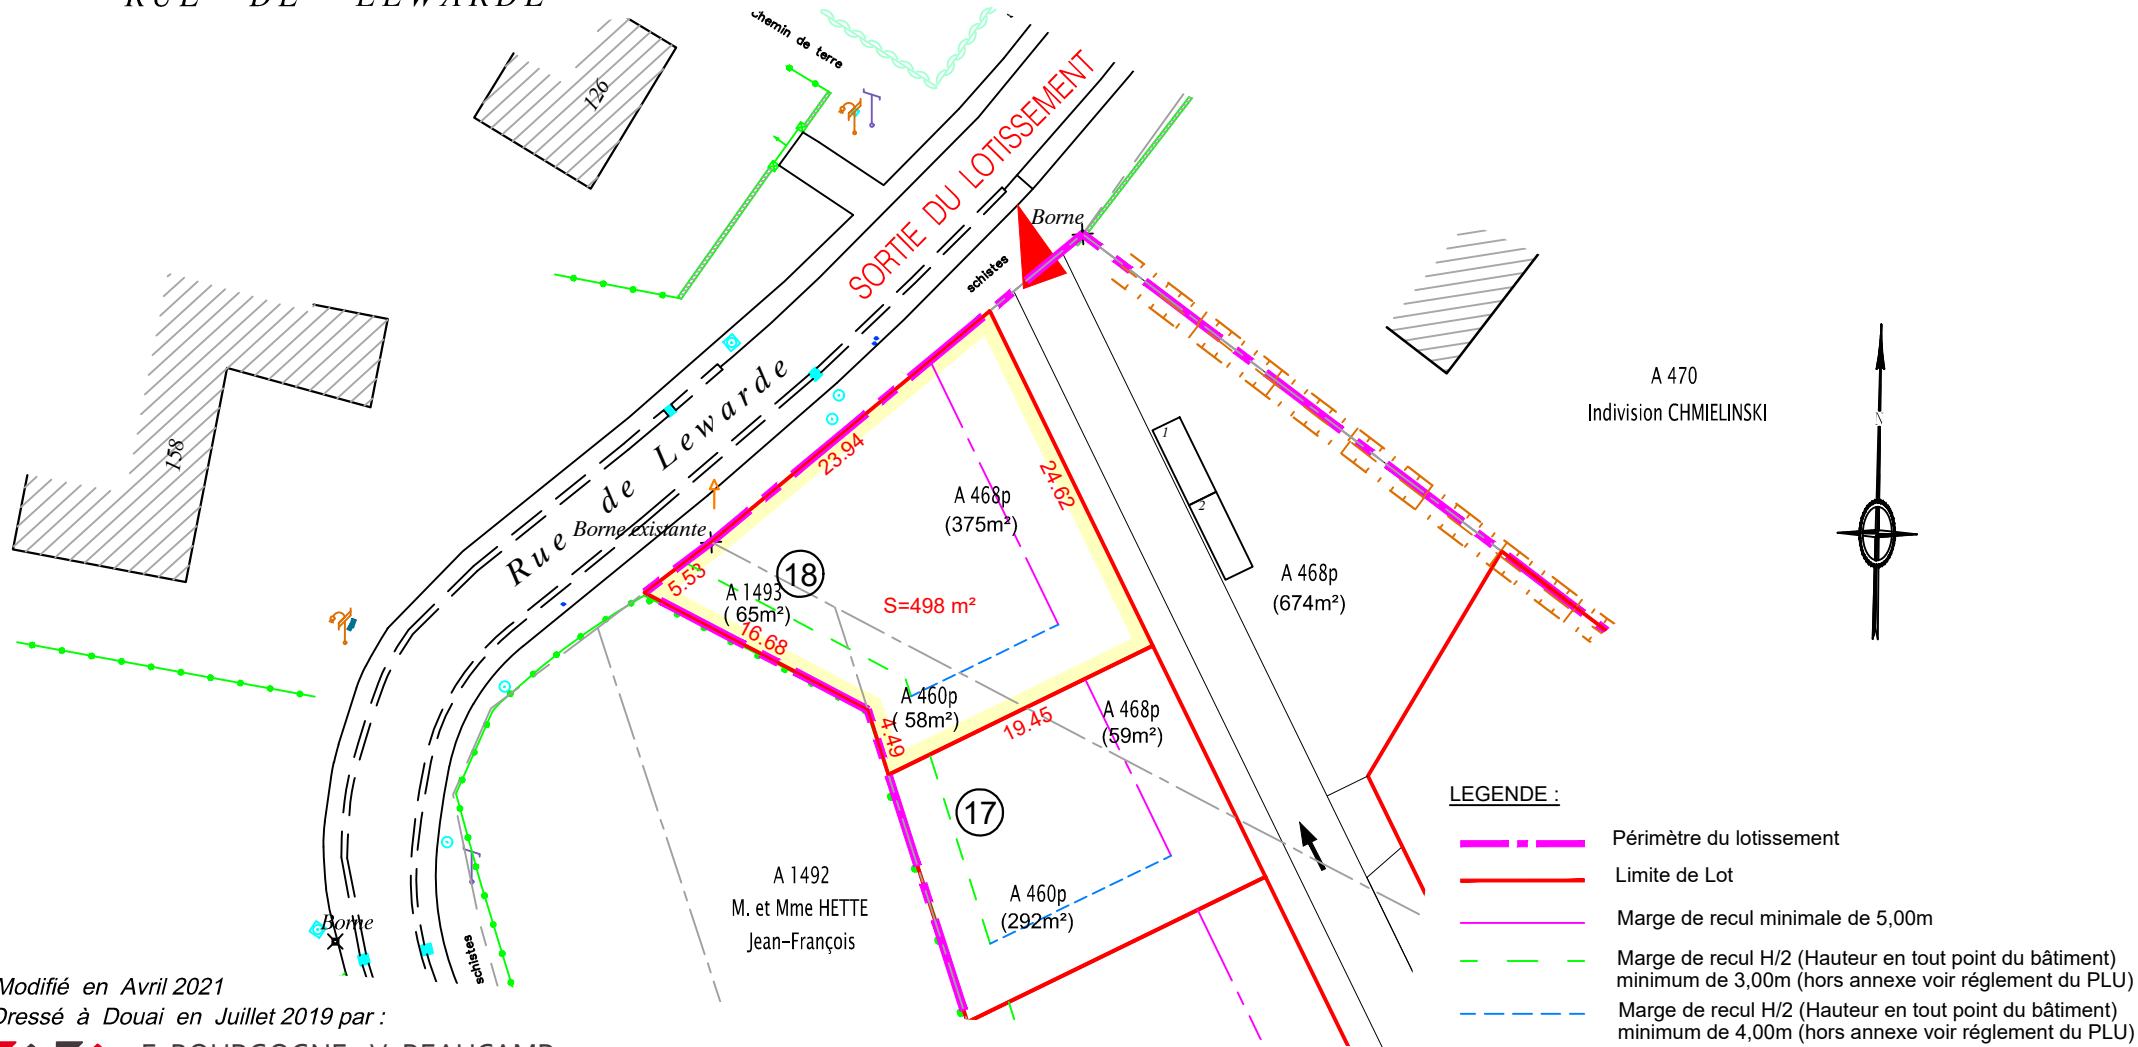 RUE DE LEWARDE
Chemin de terre
126
SORTIE DU LOTISSEMENT
Borne
schistes
158
Rue de Lewarde
A 470
Indivision CHMIELINSKI
N
1
2
23.94
24.62
A 468p
(375m²)
Borne existante
18
5.53
A 1493
( 65m²)
S=498 m²
A 468p
(674m²)
16.68
A 460p
( 58m²)
4.49
19.45
A 468p
(59m²)
17
A 1492
M. et Mme HETTE
Jean-François
A 460p
(292m²)
Borne
schistes
LEGENDE :
Périmètre du lotissement
Limite de Lot
Marge de recul minimale de 5,00m
Marge de recul H/2 (Hauteur en tout point du bâtiment)
minimum de 3,00m (hors annexe voir réglement du PLU)
Marge de recul H/2 (Hauteur en tout point du bâtiment)
minimum de 4,00m (hors annexe voir réglement du PLU)
Modifié en Avril 2021
Dressé à Douai en Juillet 2019 par :
F. BOURGOGNE V. BEAUCAMP